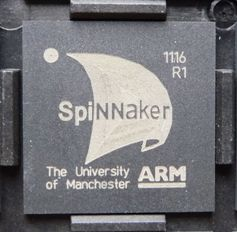 1116
R1
SpiNNaker
The University
of Manchester
ARM